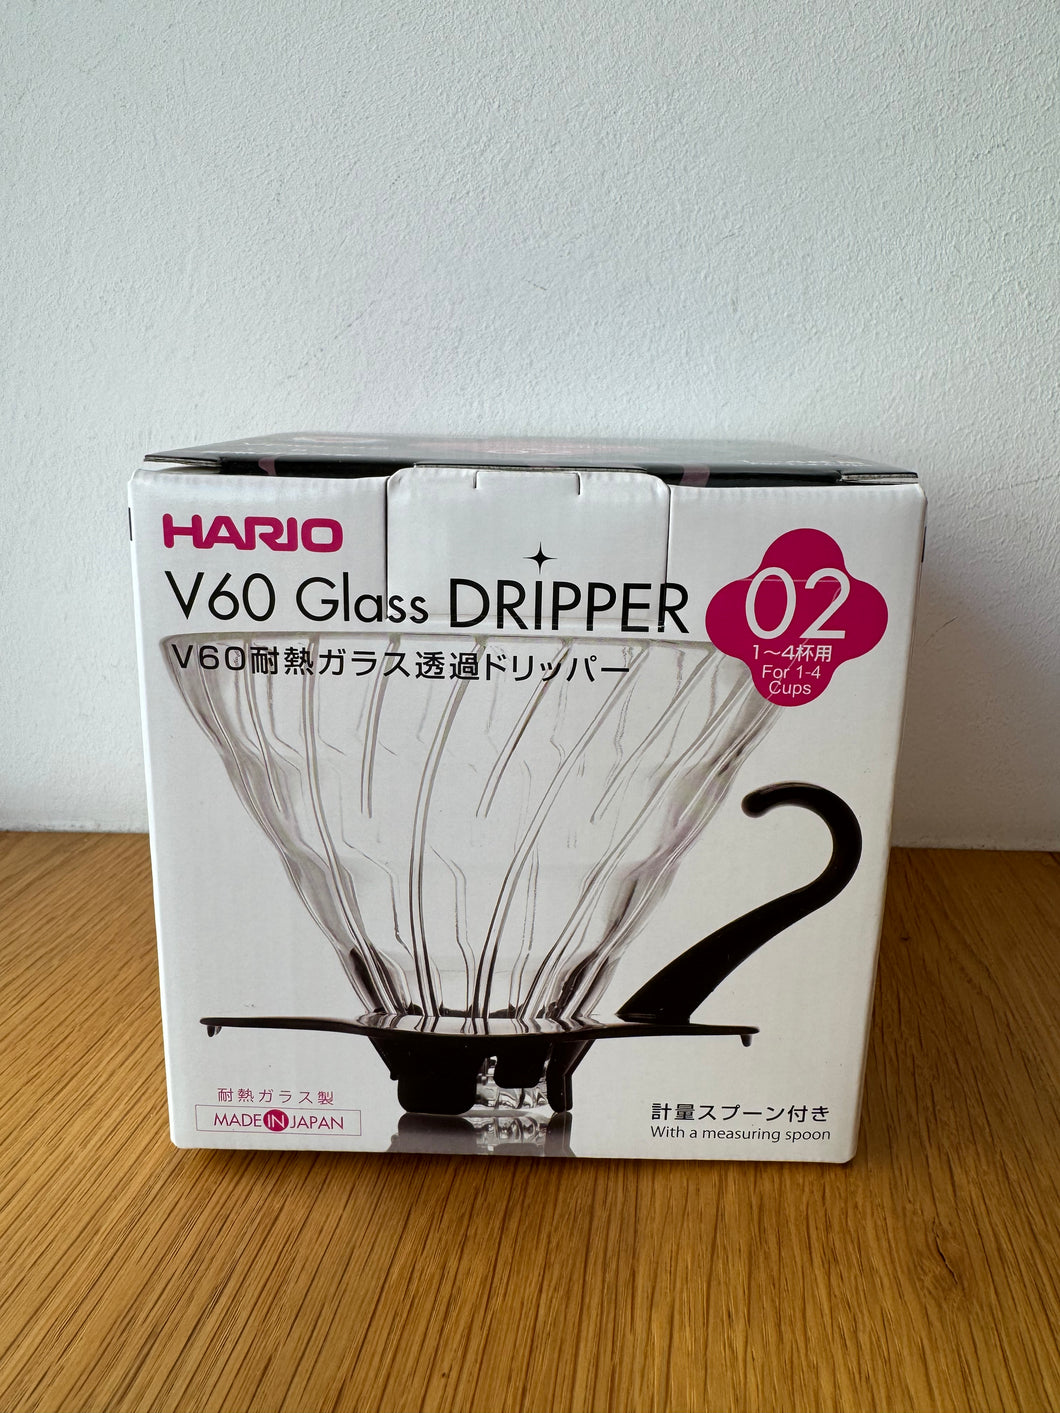 HARIO
V60 Glass DRIPPER
V60耐熱ガラス透過ドリッパー
02
1〜4杯用
For 1-4
Cups
耐熱ガラス製
MADE IN JAPAN
計量スプーン付き
With a measuring spoon